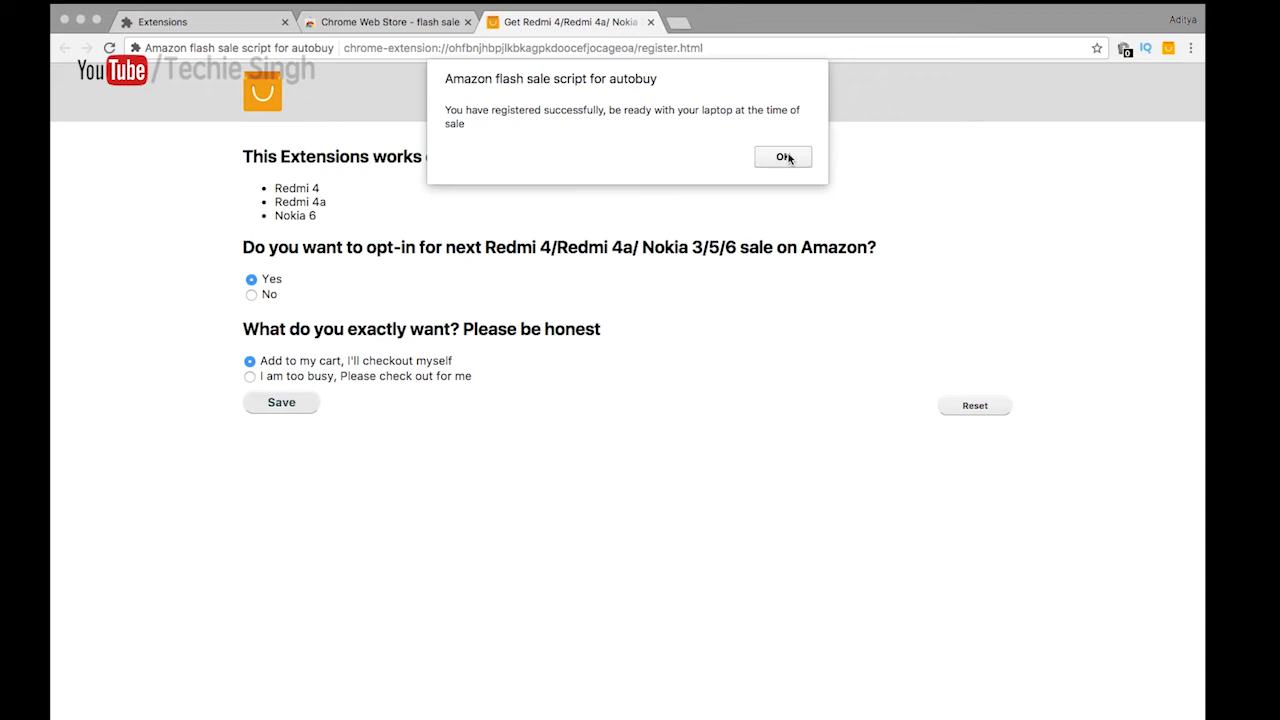 Extensions
Chrome Web Store - flash sale
Get Redmi 4/Redmi 4a/ Nokia
Aditya
Amazon flash sale script for autobuy
chrome-extension://ohfbnjhbpjlkbkagpkdoocefjocageoa/register.html
IQ
YouTube /Techie Singh
Amazon flash sale script for autobuy
You have registered successfully, be ready with your laptop at the time of
sale
OK
This Extensions works
Redmi 4
Redmi 4a
Nokia 6
Do you want to opt-in for next Redmi 4/Redmi 4a/ Nokia 3/5/6 sale on Amazon?
Yes
No
What do you exactly want? Please be honest
Add to my cart, I'll checkout myself
I am too busy, Please check out for me
Save
Reset